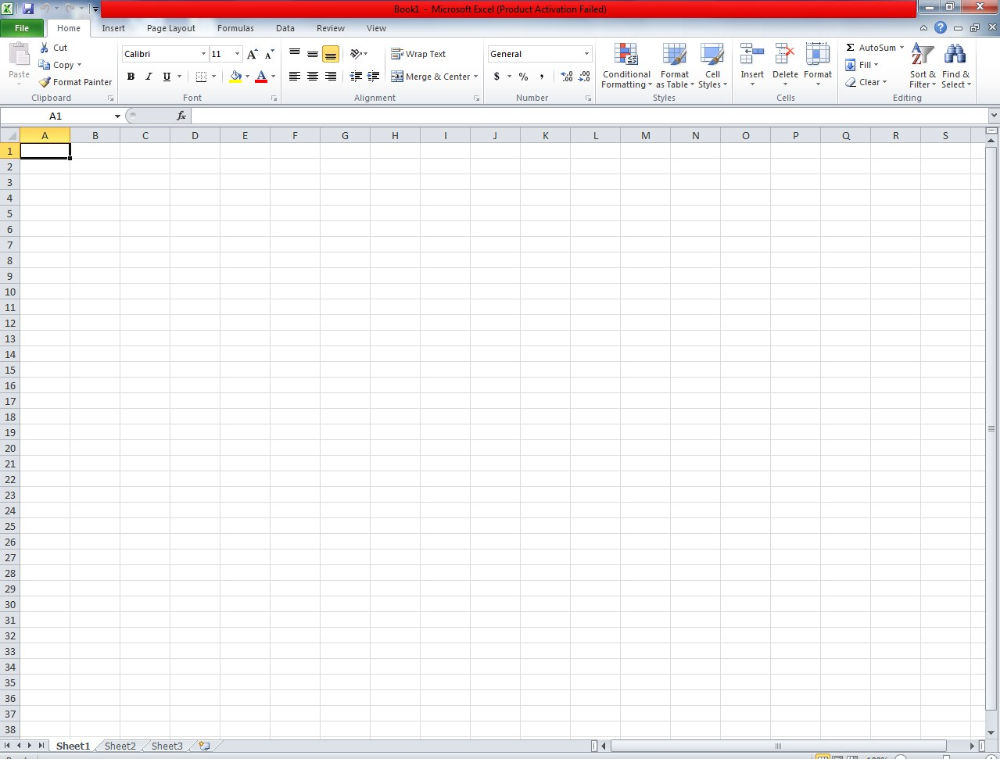 Book1 - Microsoft Excel (Product Activation Failed)
File Home Insert Page Layout Formulas Data Review View
Cut
Copy
Format Painter
Paste
Clipboard
Calibri 11 A A
B I U A
Font
Wrap Text
Merge & Center
Alignment
General
$ % , .00 .00
Number
Conditional Formatting
Format as Table
Cell Styles
Styles
Insert Delete Format
Cells
Σ AutoSum
Fill
Clear
Sort & Filter
Find & Select
Editing
A1 fx
A B C D E F G H I J K L M N O P Q R S
1
2
3
4
5
6
7
8
9
10
11
12
13
14
15
16
17
18
19
20
21
22
23
24
25
26
27
28
29
30
31
32
33
34
35
36
37
38
Sheet1 Sheet2 Sheet3